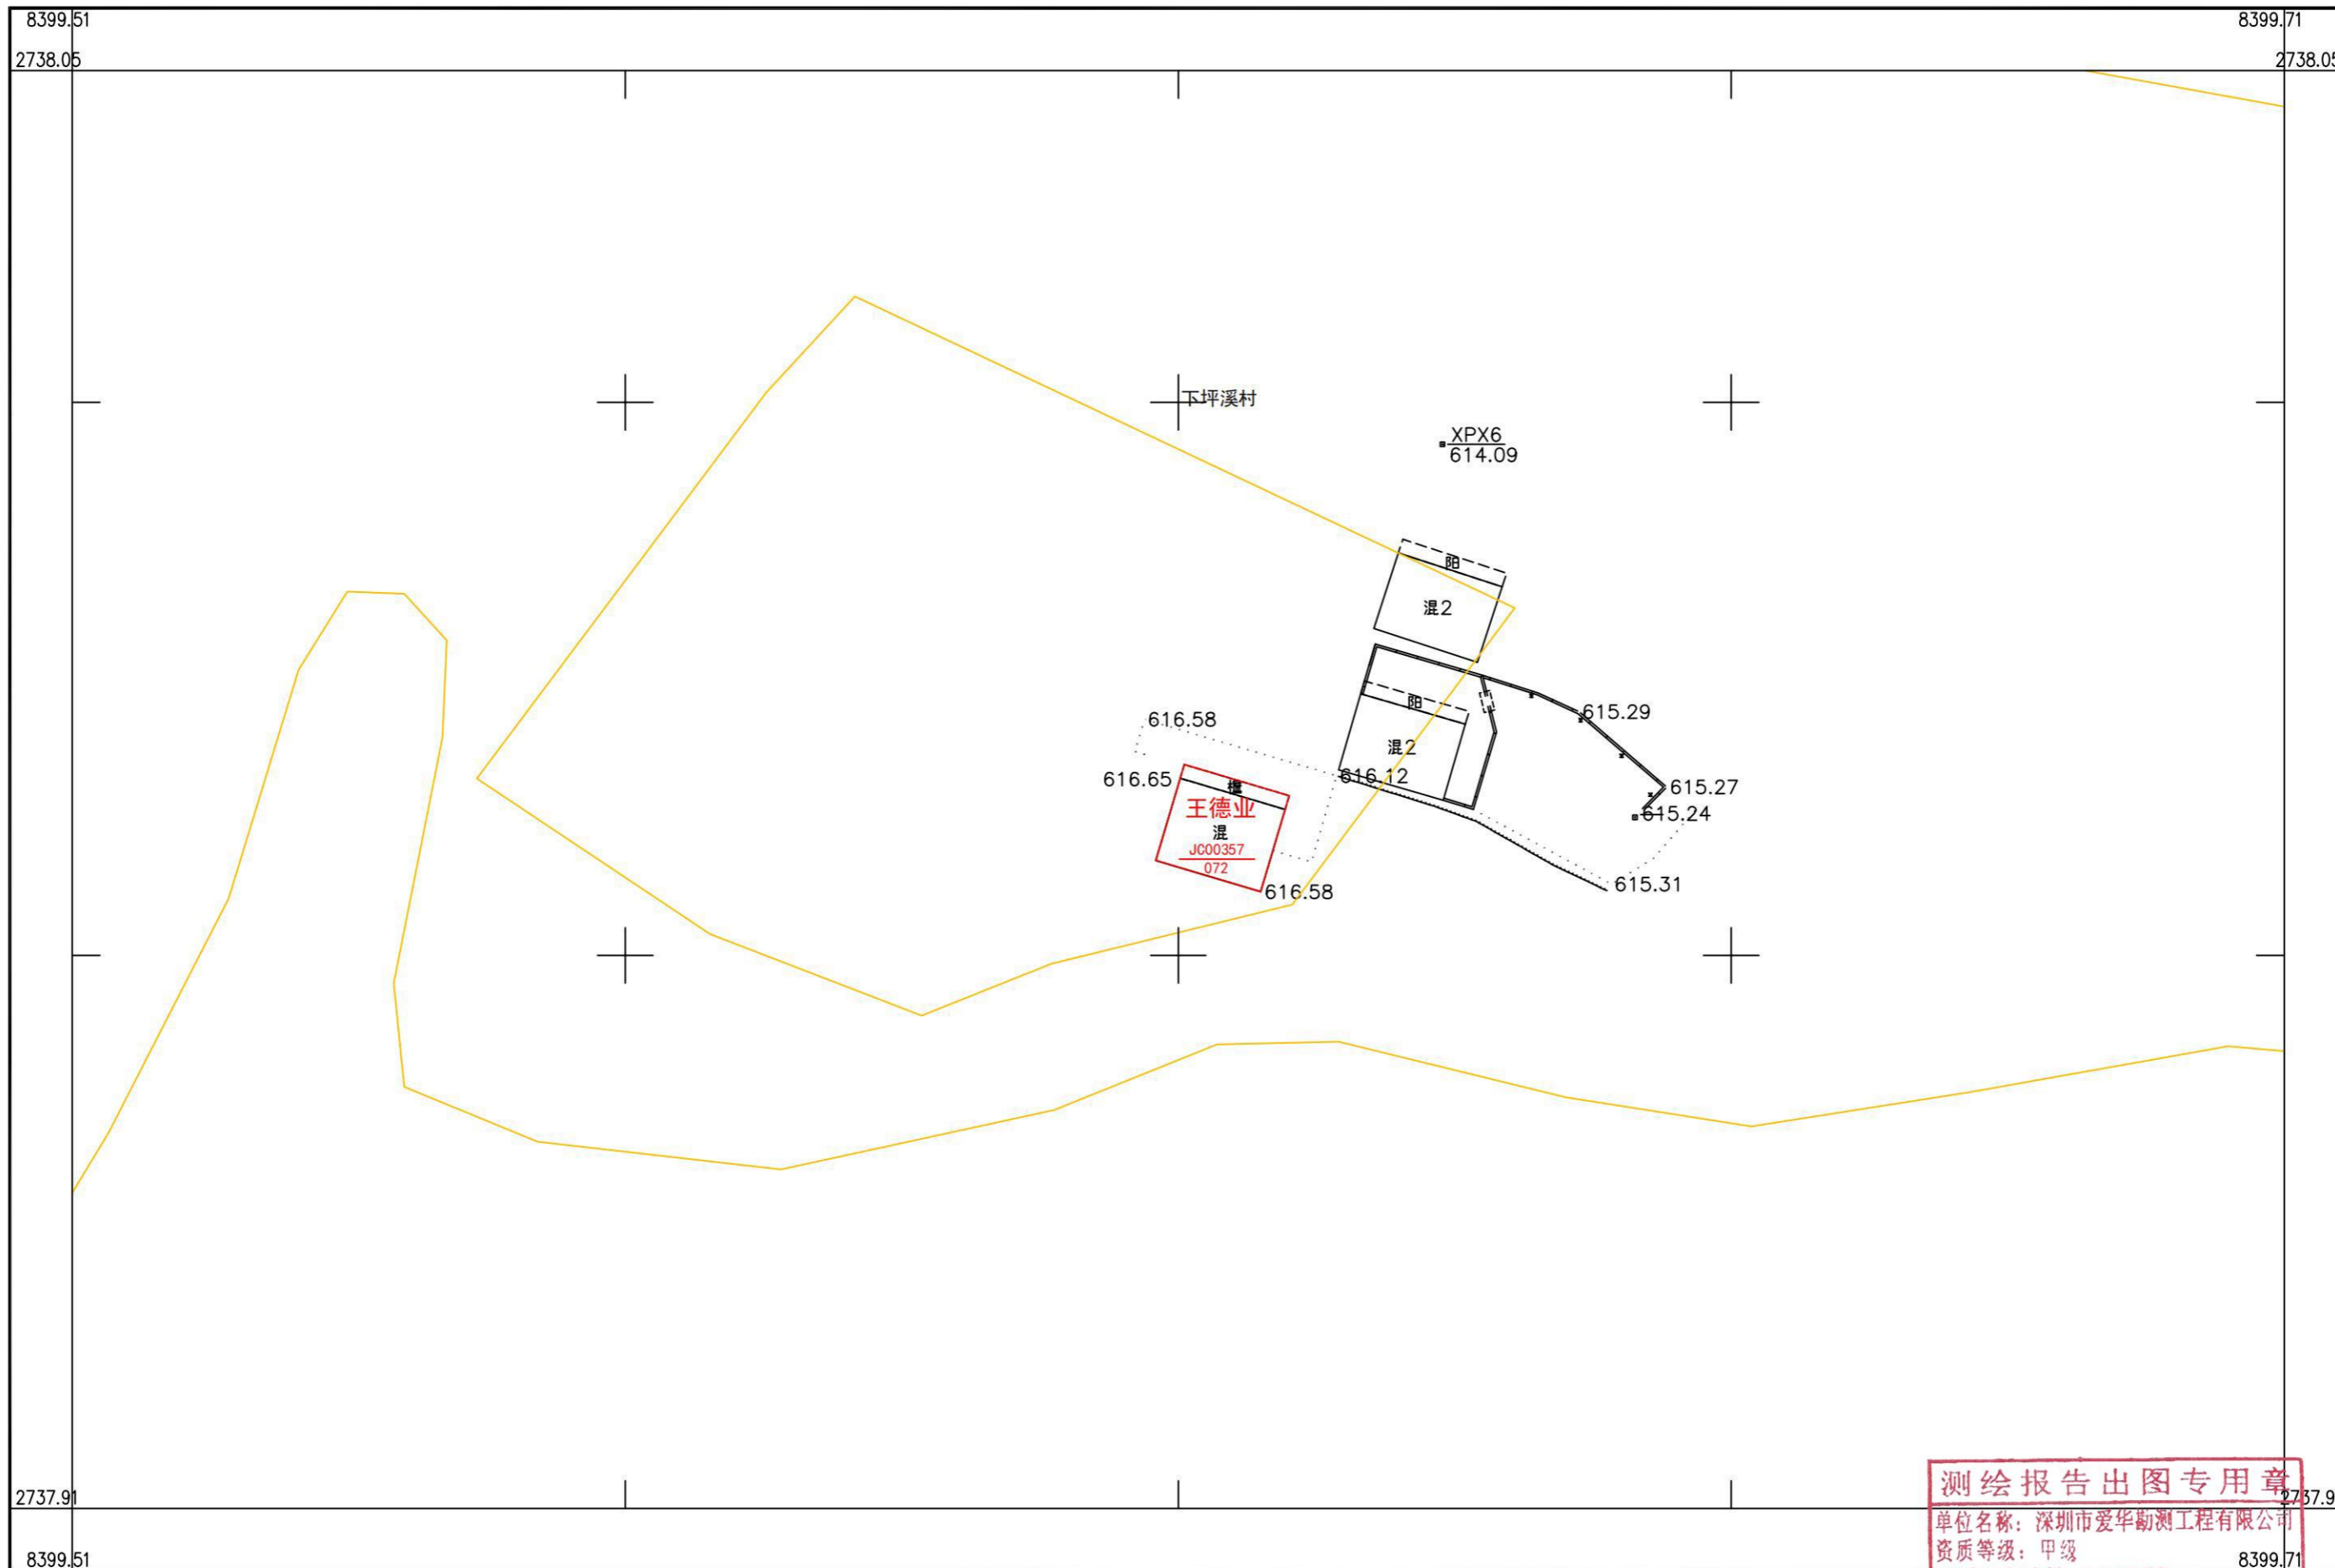 8399.51
8399.71
2738.05
2738.05
下坪溪村
XPX6
614.09
阳
混2
616.58
阳
615.29
混2
616.65
616.12
615.27
王德业
615.24
混
JC00357
072
615.31
616.58
测绘报告出图专用章
2737.91
2737.9
单位名称：深圳市爱华勘测工程有限公司
资质等级：甲级
8399.51
8399.71